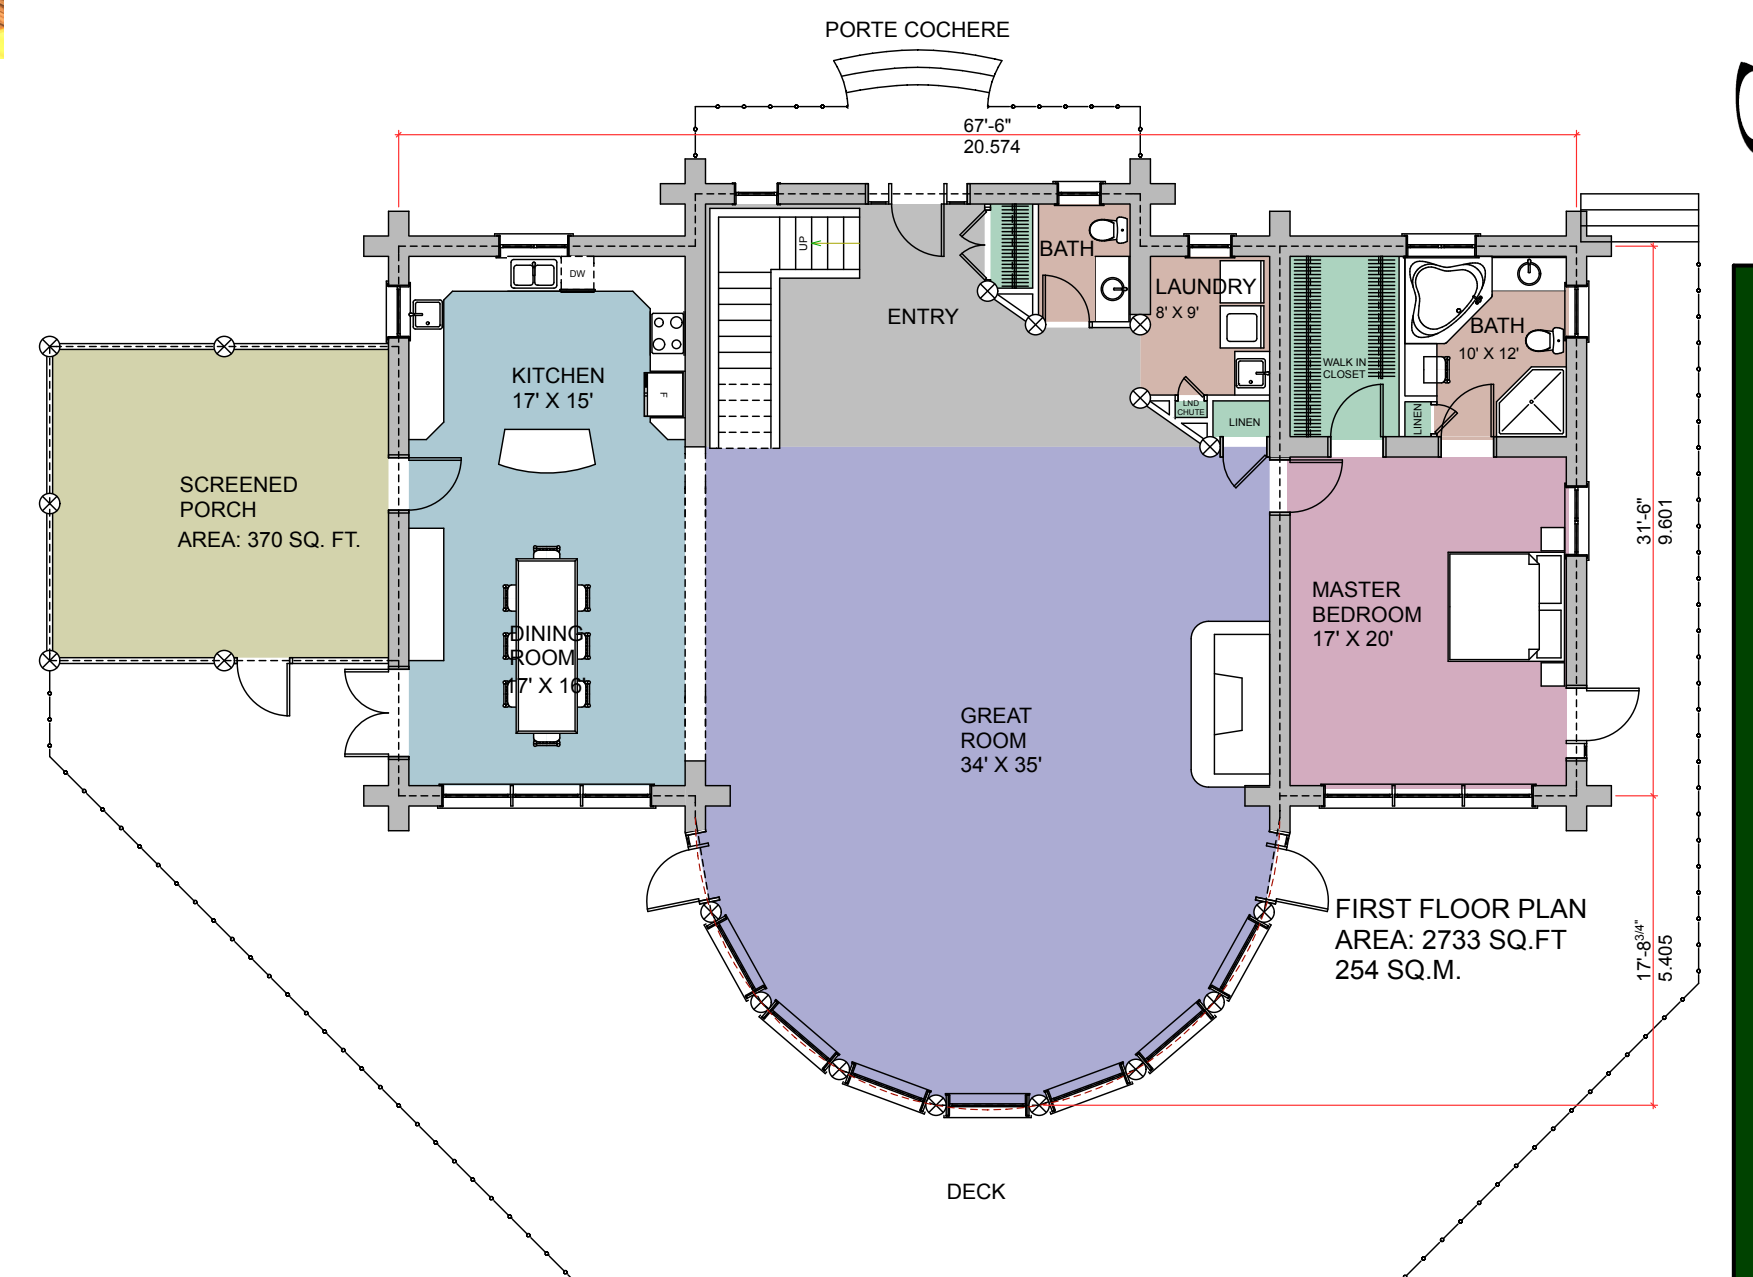 PORTE COCHERE
67'-6"
20.574
UP
BATH
DW
ENTRY
LAUNDRY
8' X 9'
BATH
10' X 12'
WALK IN
CLOSET
KITCHEN
17' X 15'
F
LND
CHUTE
LINEN
LINEN
SCREENED
PORCH
AREA: 370 SQ. FT.
31'-6"
9.601
MASTER
BEDROOM
17' X 20'
DINING
ROOM
17' X 16'
GREAT
ROOM
34' X 35'
FIRST FLOOR PLAN
AREA: 2733 SQ.FT
254 SQ.M.
17'-8 3/4"
5.405
DECK